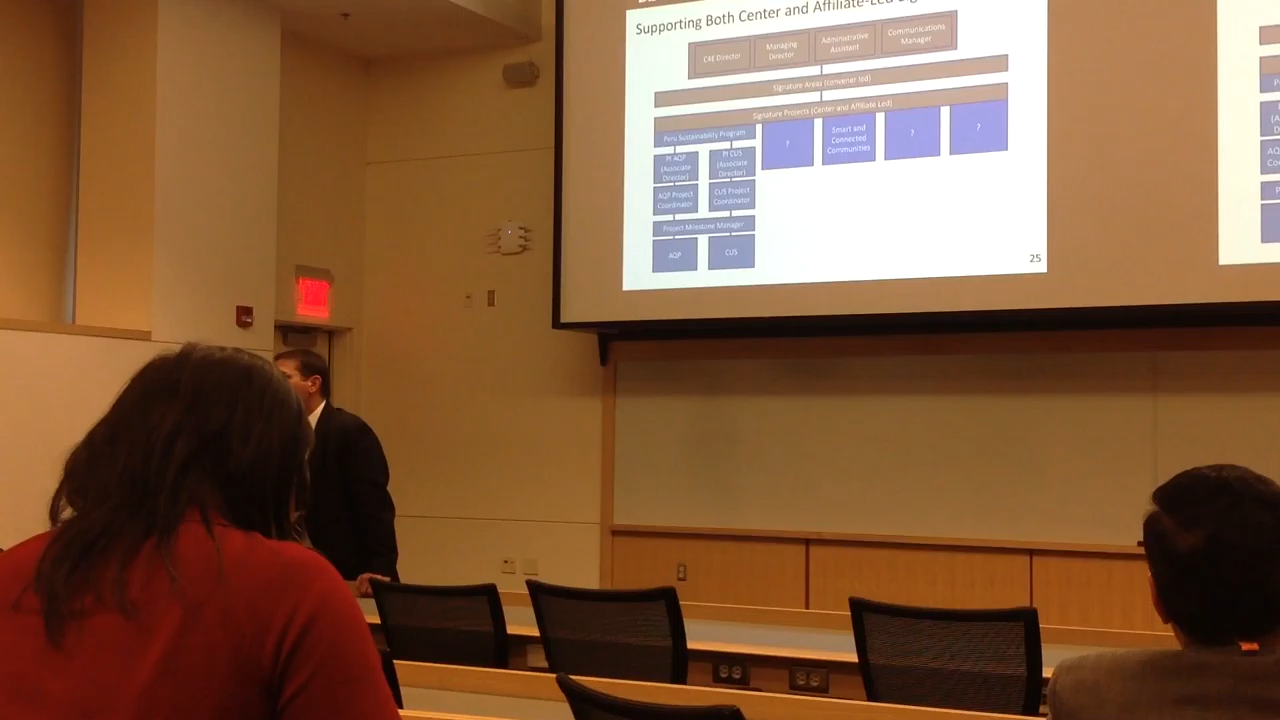 Supporting Both Center and Affiliate-Led
C4E Director
Managing
Director
Administrative
Assistant
Communications
Manager
Signature Areas (convener led)
Signature Projects (Center and Affiliate Led)
Peru Sustainability Program
?
Smart and
Connected
Communities
?
?
PI AQP
(Associate
Director)
PI CUS
(Associate
Director)
AQP Project
Coordinator
CUS Project
Coordinator
Project Milestone Manager
AQP
CUS
25